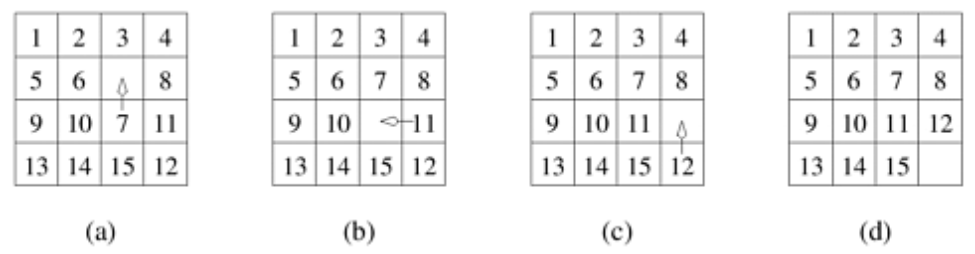 1 2 3 4
5 6 8
9 10 7 11
13 14 15 12
(a)
1 2 3 4
5 6 7 8
9 10 11
13 14 15 12
(b)
1 2 3 4
5 6 7 8
9 10 11
13 14 15 12
(c)
1 2 3 4
5 6 7 8
9 10 11 12
13 14 15
(d)